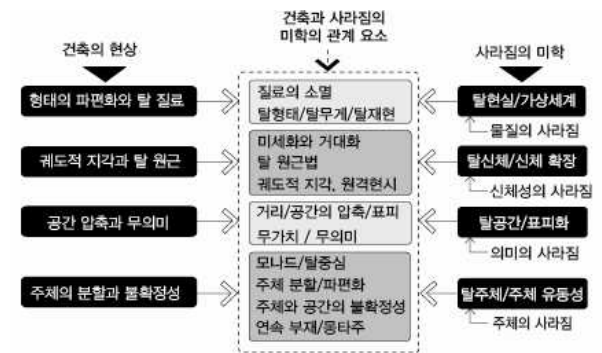 건축과 사라짐의
미학의 관계 요소
건축의 현상
사라짐의 미학
형태의 파편화와 탈 질료
질료의 소멸
탈형태/탈무게/탈재현
탈현실/가상세계
물질의 사라짐
궤도적 지각과 탈 원근
미세화와 거대화
탈 원근법
궤도적 지각, 원격현시
탈신체/신체 확장
신체성의 사라짐
공간 압축과 무의미
거리/공간의 압축/표피
무가치 / 무의미
탈공간/표피화
의미의 사라짐
주체의 분할과 불확정성
모나드/탈중심
주체 분할/파편화
주체와 공간의 불확정성
연속 부재/몽타주
탈주체/주체 유동성
주체의 사라짐